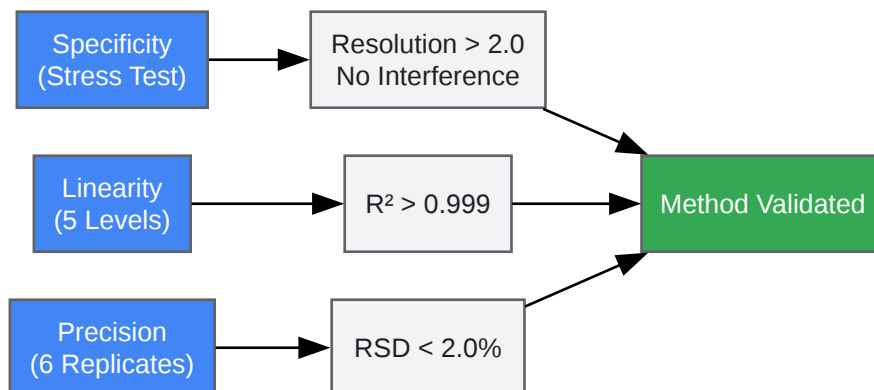 Specificity
(Stress Test)
Resolution > 2.0
No Interference
Linearity
(5 Levels)
R² > 0.999
Method Validated
Precision
(6 Replicates)
RSD < 2.0%